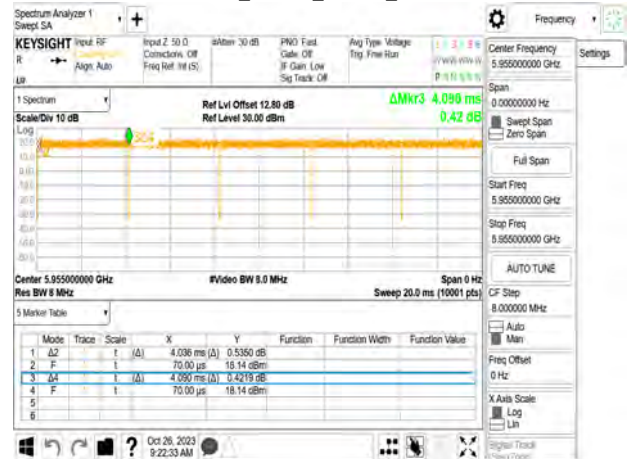 Spectrum Analyzer 1
Swept SA
+
Frequency
KEYSIGHT
R
Input: RF
Align: Auto
Input Z: 50 Ω
Corrections: Off
Freq Ref: Int (S)
#Atten: 30 dB
PNO: Fast
Gate: Off
IF Gain: Low
Sig Track: Off
Avg Type: Voltage
Trig: Free Run
Center Frequency
5.955000000 GHz
Settings
Span
0.00000000 Hz
Swept Span
Zero Span
Full Span
Start Freq
5.955000000 GHz
Stop Freq
5.955000000 GHz
AUTO TUNE
CF Step
8.000000 MHz
Auto
Man
Freq Offset
0 Hz
X Axis Scale
Log
Lin
Signal Track
1 Spectrum
Scale/Div 10 dB
Log
Ref Lvl Offset 12.80 dB
Ref Level 30.00 dBm
ΔMkr3 4.090 ms
0.42 dB
Center 5.955000000 GHz
Res BW 8 MHz
#Video BW 8.0 MHz
Span 0 Hz
Sweep 20.0 ms (10001 pts)
5 Marker Table
Mode Trace Scale X Y Function Function Width Function Value
1 Δ2 t (Δ) 4.036 ms (Δ) 0.5350 dB
2 F t 70.00 µs 18.14 dBm
3 Δ4 t (Δ) 4.090 ms (Δ) 0.4219 dB
4 F t 70.00 µs 18.14 dBm
5
6
?
Oct 26, 2023
9:22:33 AM